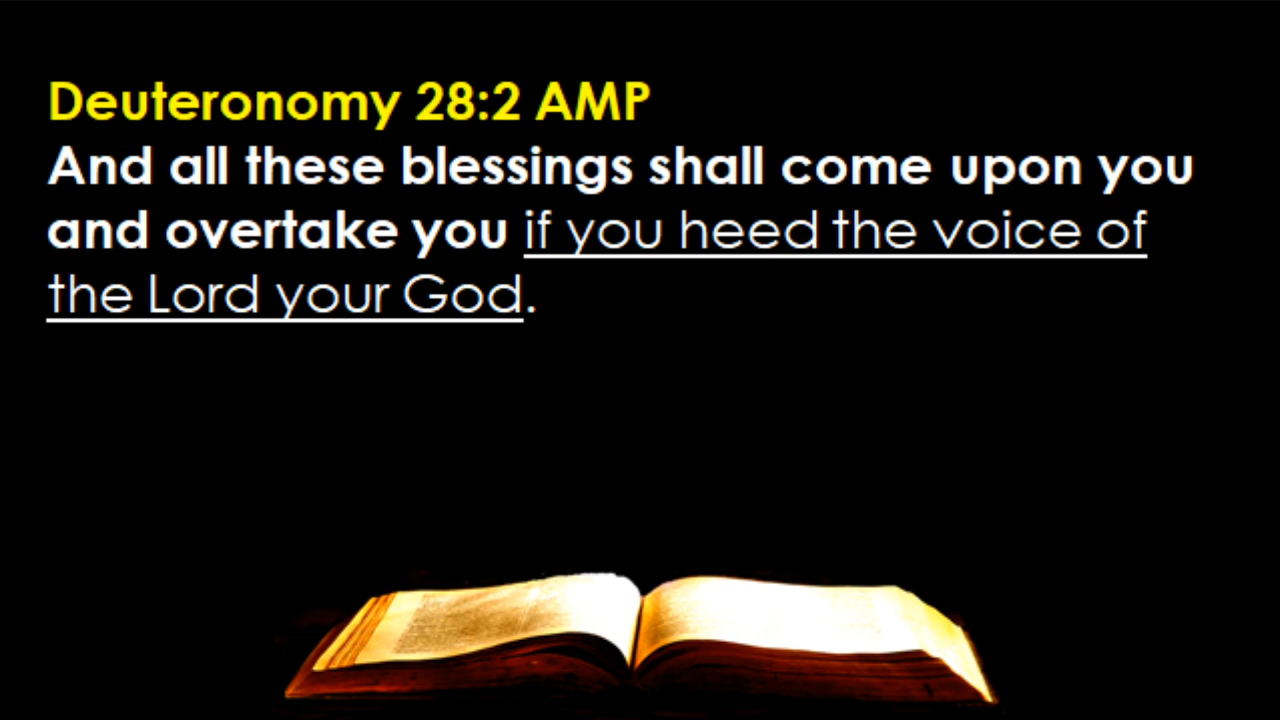 Deuteronomy 28:2 AMP
And all these blessings shall come upon you
and overtake you if you heed the voice of
the Lord your God.